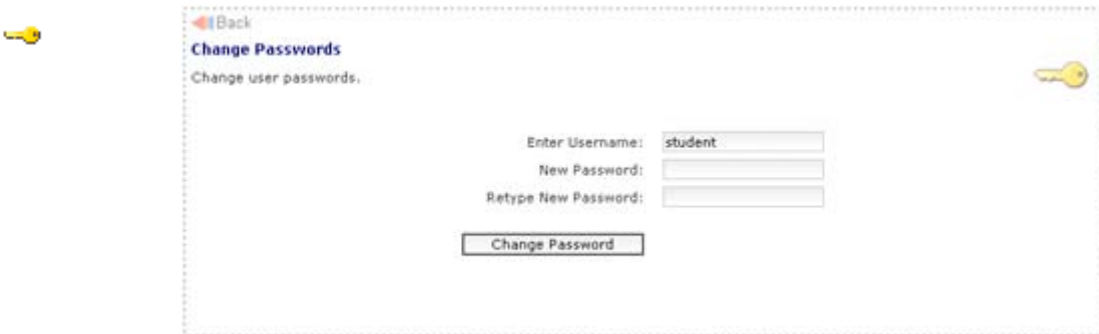 Back
Change Passwords
Change user passwords.
Enter Username: student
New Password:
Retype New Password:
Change Password